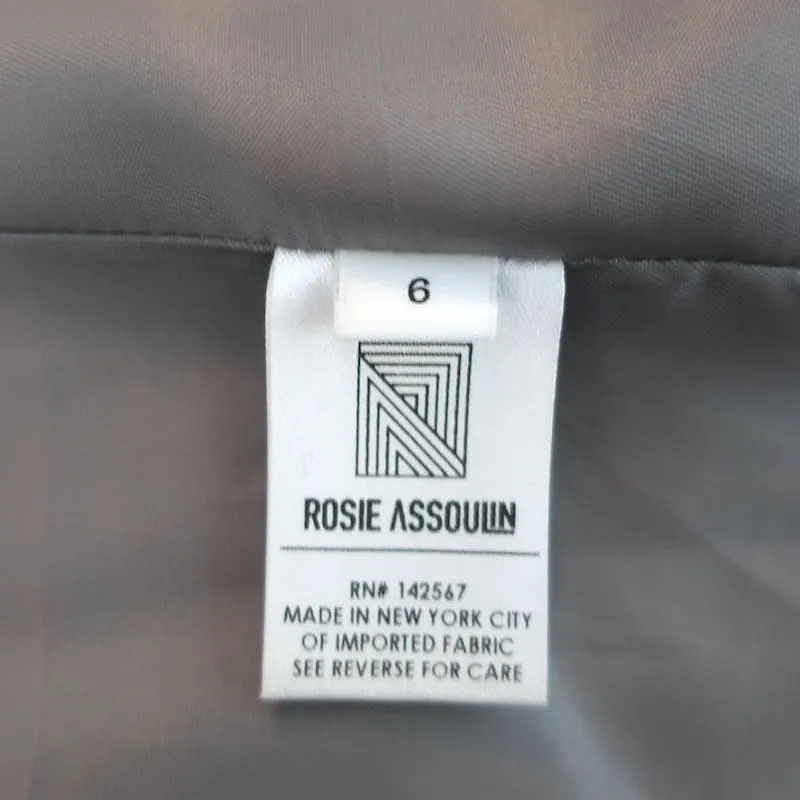 6
ROSIE ASSOULIN
RN# 142567
MADE IN NEW YORK CITY
OF IMPORTED FABRIC
SEE REVERSE FOR CARE